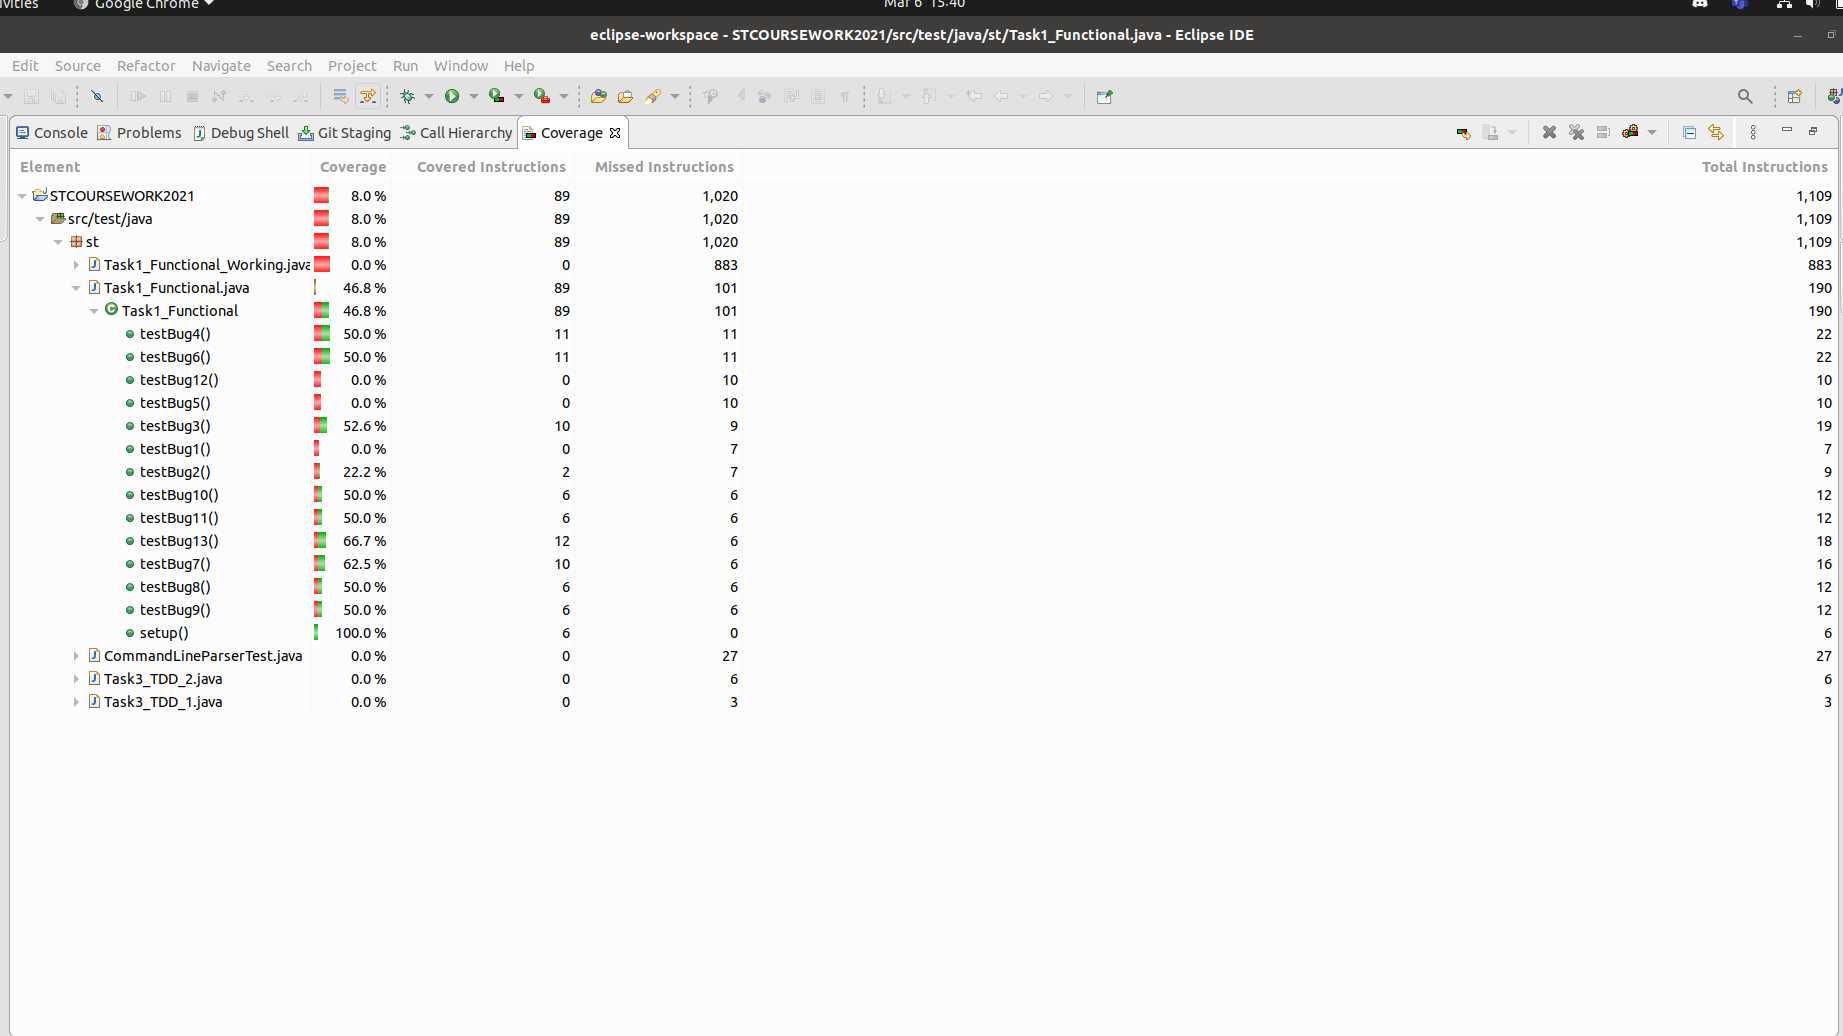 ivities Google Chrome Mar 6 15:40
eclipse-workspace - STCOURSEWORK2021/src/test/java/st/Task1_Functional.java - Eclipse IDE
Edit Source Refactor Navigate Search Project Run Window Help
Console Problems Debug Shell Git Staging Call Hierarchy Coverage
Element Coverage Covered Instructions Missed Instructions Total Instructions
STCOURSEWORK2021 8.0 % 89 1,020 1,109
src/test/java 8.0 % 89 1,020 1,109
st 8.0 % 89 1,020 1,109
Task1_Functional_Working.java 0.0 % 0 883 883
Task1_Functional.java 46.8 % 89 101 190
Task1_Functional 46.8 % 89 101 190
testBug4() 50.0 % 11 11 22
testBug6() 50.0 % 11 11 22
testBug12() 0.0 % 0 10 10
testBug5() 0.0 % 0 10 10
testBug3() 52.6 % 10 9 19
testBug1() 0.0 % 0 7 7
testBug2() 22.2 % 2 7 9
testBug10() 50.0 % 6 6 12
testBug11() 50.0 % 6 6 12
testBug13() 66.7 % 12 6 18
testBug7() 62.5 % 10 6 16
testBug8() 50.0 % 6 6 12
testBug9() 50.0 % 6 6 12
setup() 100.0 % 6 0 6
CommandLineParserTest.java 0.0 % 0 27 27
Task3_TDD_2.java 0.0 % 0 6 6
Task3_TDD_1.java 0.0 % 0 3 3